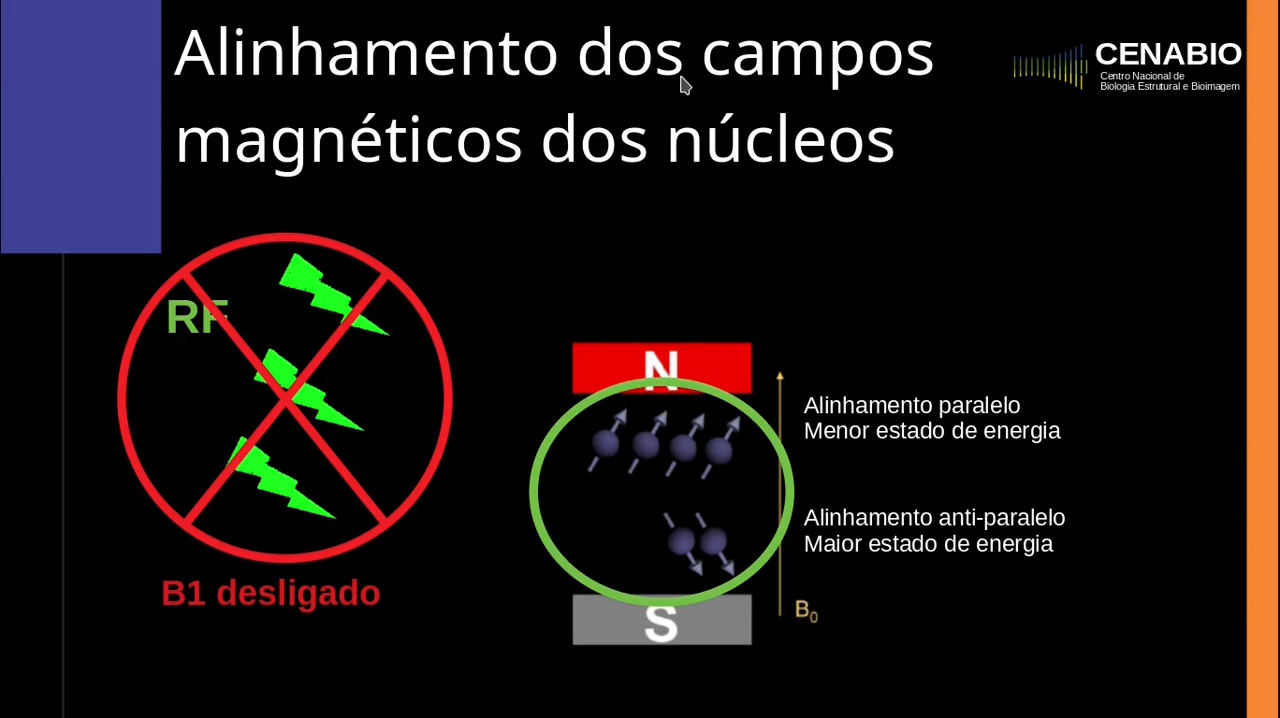 Alinhamento dos campos
magnéticos dos núcleos
CENABIO
Centro Nacional de
Biologia Estrutural e Bioimagem
RF
B1 desligado
N
S
Alinhamento paralelo
Menor estado de energia
Alinhamento anti-paralelo
Maior estado de energia
B₀